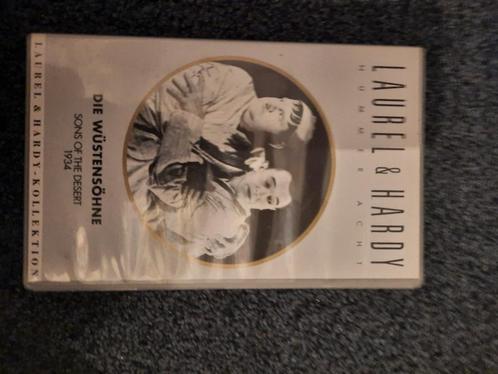 LAUREL & HARDY
NUMMER ACHT
DIE WÜSTENSÖHNE
SONS OF THE DESERT
1934
LAUREL & HARDY-KOLLEKTION